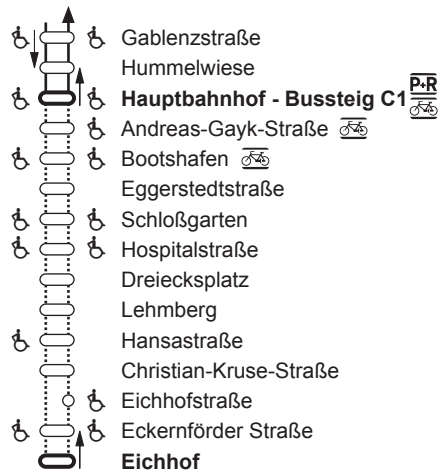 Gablenzstraße
Hummelwiese
Hauptbahnhof - Bussteig C1 P+R
Andreas-Gayk-Straße
Bootshafen
Eggerstedtstraße
Schloßgarten
Hospitalstraße
Dreiecksplatz
Lehmberg
Hansastraße
Christian-Kruse-Straße
Eichhofstraße
Eckernförder Straße
Eichhof